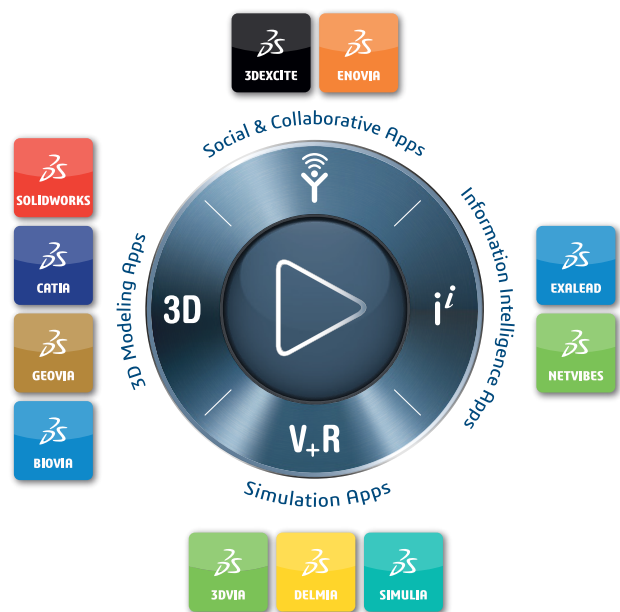 3DEXCITE
ENOVIA
Social & Collaborative Apps
SOLIDWORKS
CATIA
GEOVIA
BIOVIA
3D Modeling Apps
3D
i i
V+R
Information Intelligence Apps
EXALEAD
NETVIBES
Simulation Apps
3DVIA
DELMIA
SIMULIA